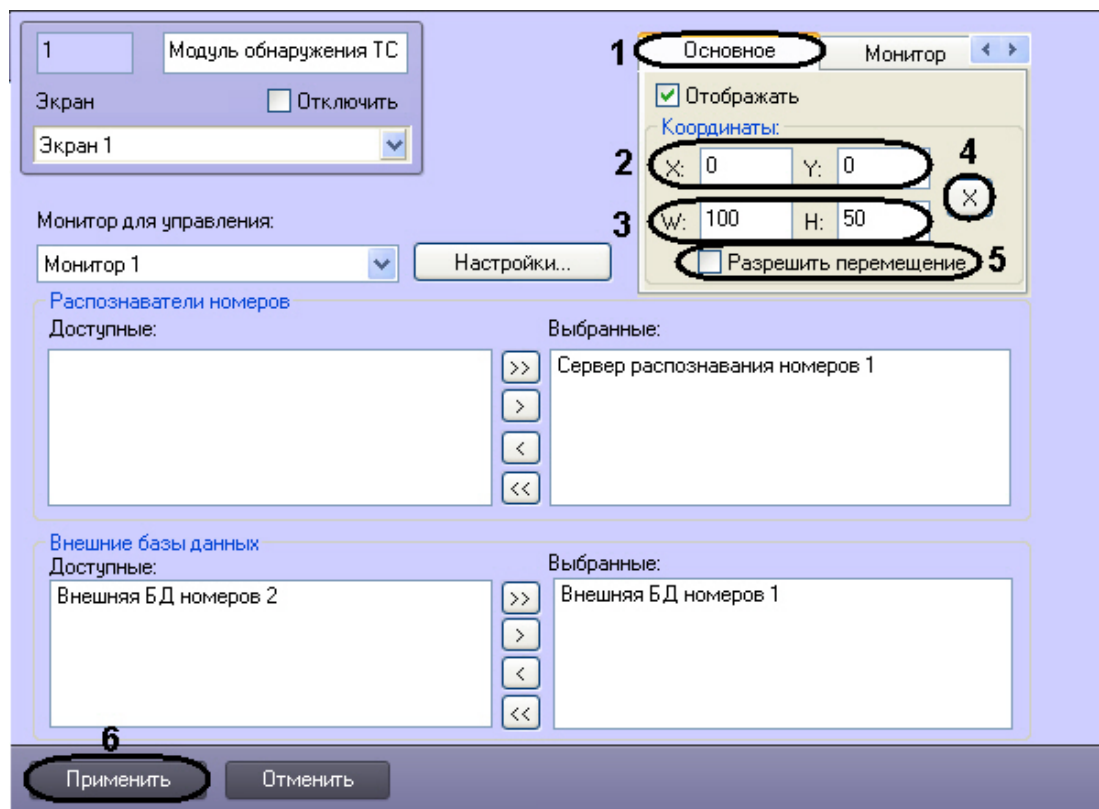 1
Модуль обнаружения ТС
Экран
Отключить
Экран 1
1
Основное
Монитор
Отображать
Координаты:
2
X: 0 Y: 0
4
X
3
W: 100 H: 50
Разрешить перемещение
5
Монитор для управления:
Монитор 1
Настройки...
Распознаватели номеров
Доступные:
Выбранные:
Сервер распознавания номеров 1
>>
>
<
<<
Внешние базы данных
Доступные:
Выбранные:
Внешняя БД номеров 2
Внешняя БД номеров 1
>>
>
<
<<
6
Применить
Отменить